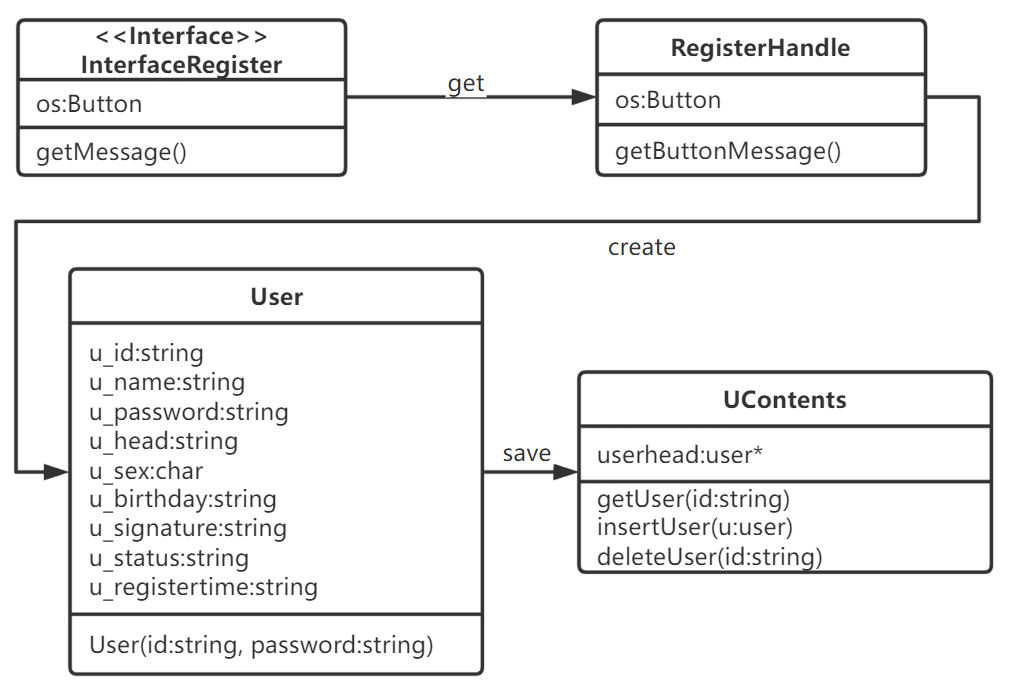 <<Interface>>
InterfaceRegister
os:Button
getMessage()
get
RegisterHandle
os:Button
getButtonMessage()
create
User
u_id:string
u_name:string
u_password:string
u_head:string
u_sex:char
u_birthday:string
u_signature:string
u_status:string
u_registertime:string
User(id:string, password:string)
save
UContents
userhead:user*
getUser(id:string)
insertUser(u:user)
deleteUser(id:string)